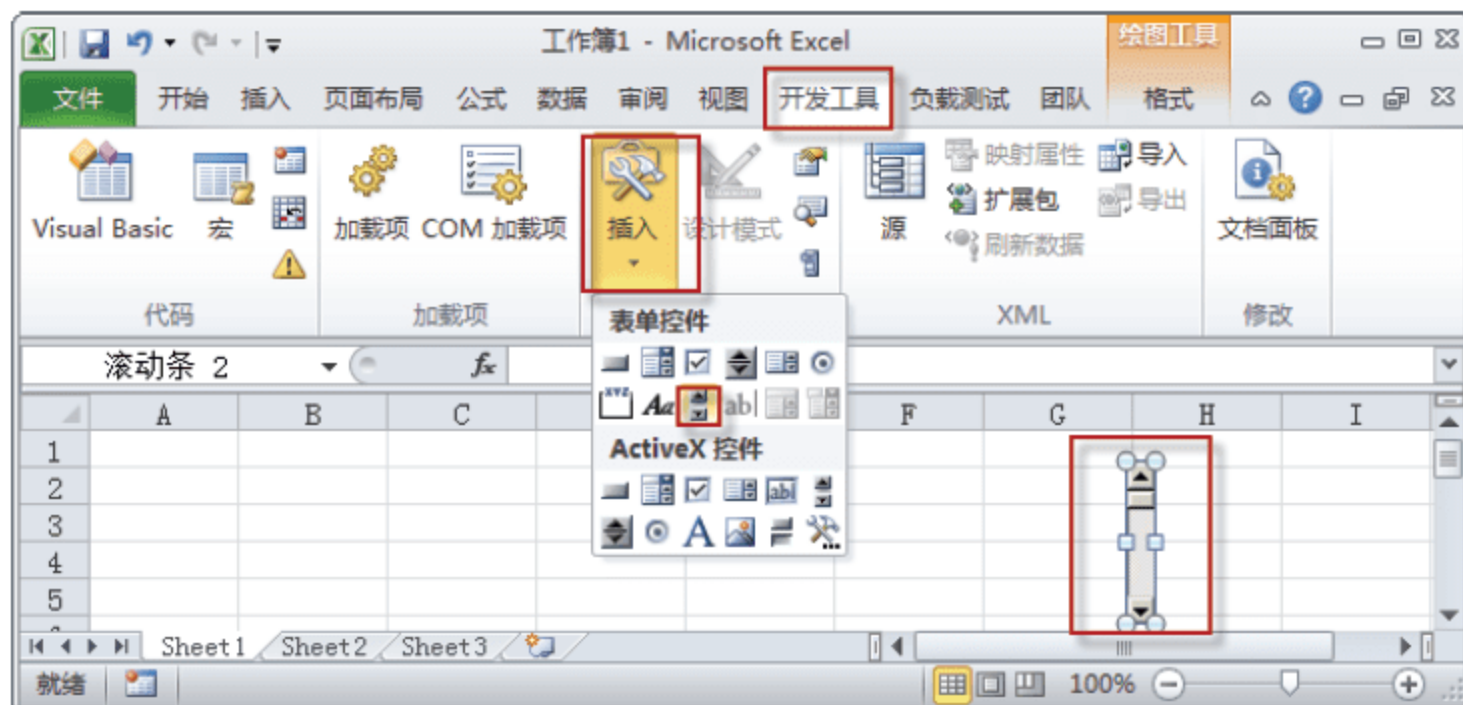 工作簿1 - Microsoft Excel
绘图工具
文件 开始 插入 页面布局 公式 数据 审阅 视图 开发工具 负载测试 团队 格式
Visual Basic 宏 加载项 COM 加载项 插入 设计模式 源 映射属性 导入
扩展包 导出
刷新数据
文档面板
代码 加载项 XML 修改
表单控件
XYZ Aa ab|
ActiveX 控件
abl
A
滚动条 2 fx
A B C F G H I
1
2
3
4
5
Sheet1 Sheet2 Sheet3
就绪 100%